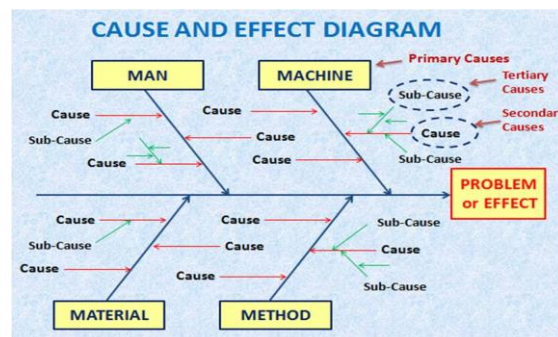 CAUSE AND EFFECT DIAGRAM
MAN
MACHINE
Primary Causes
Tertiary
Causes
Sub-Cause
Cause
Cause
Sub-Cause
Cause
Cause
Secondar
Causes
Cause
Cause
Sub-Cause
PROBLEM
or EFFECT
Cause
Cause
Sub-Cause
Cause
Sub-Cause
Cause
Cause
Cause
Cause
Sub-Cause
MATERIAL
METHOD